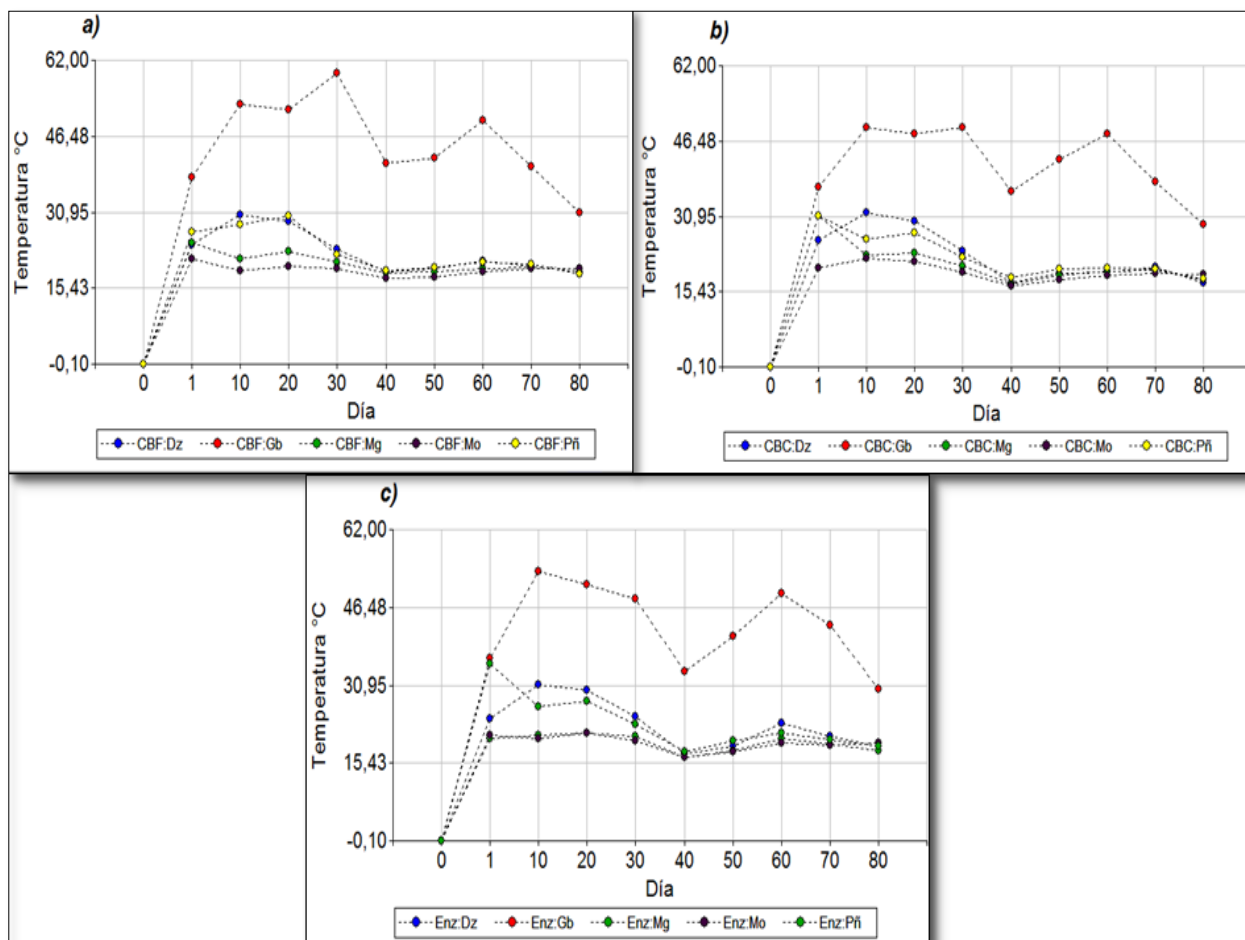 a)
62,00
46,48
30,95
15,43
-0,10
Temperatura °C
0 1 10 20 30 40 50 60 70 80
Día
CBF:Dz CBF:Gb CBF:Mg CBF:Mo CBF:Pñ
b)
62,00
46,48
30,95
15,43
-0,10
Temperatura °C
0 1 10 20 30 40 50 60 70 80
Día
CBC:Dz CBC:Gb CBC:Mg CBC:Mo CBC:Pñ
c)
62,00
46,48
30,95
15,43
-0,10
Temperatura °C
0 1 10 20 30 40 50 60 70 80
Día
Enz:Dz Enz:Gb Enz:Mg Enz:Mo Enz:Pñ